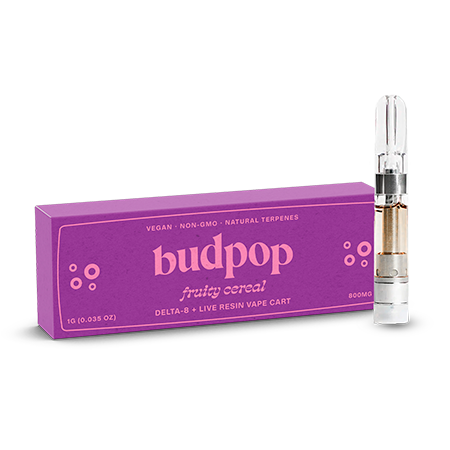 VEGAN · NON-GMO · NATURAL TERPENES
budpop
fruity cereal
DELTA-8 + LIVE RESIN VAPE CART
1G (0.035 OZ)
800MG